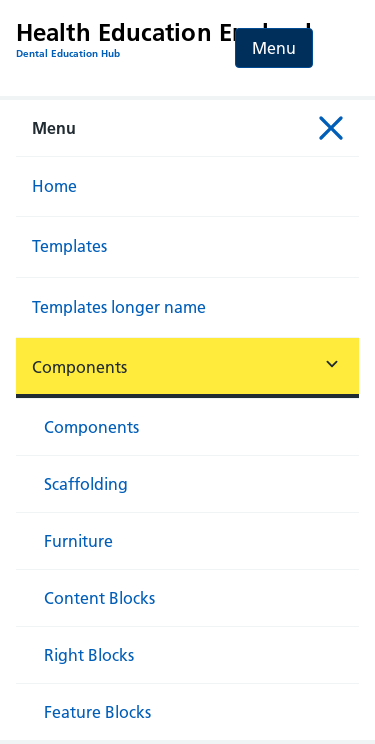 Health Education
Dental Education Hub
Menu
Menu
Home
Templates
Templates longer name
Components
Components
Scaffolding
Furniture
Content Blocks
Right Blocks
Feature Blocks